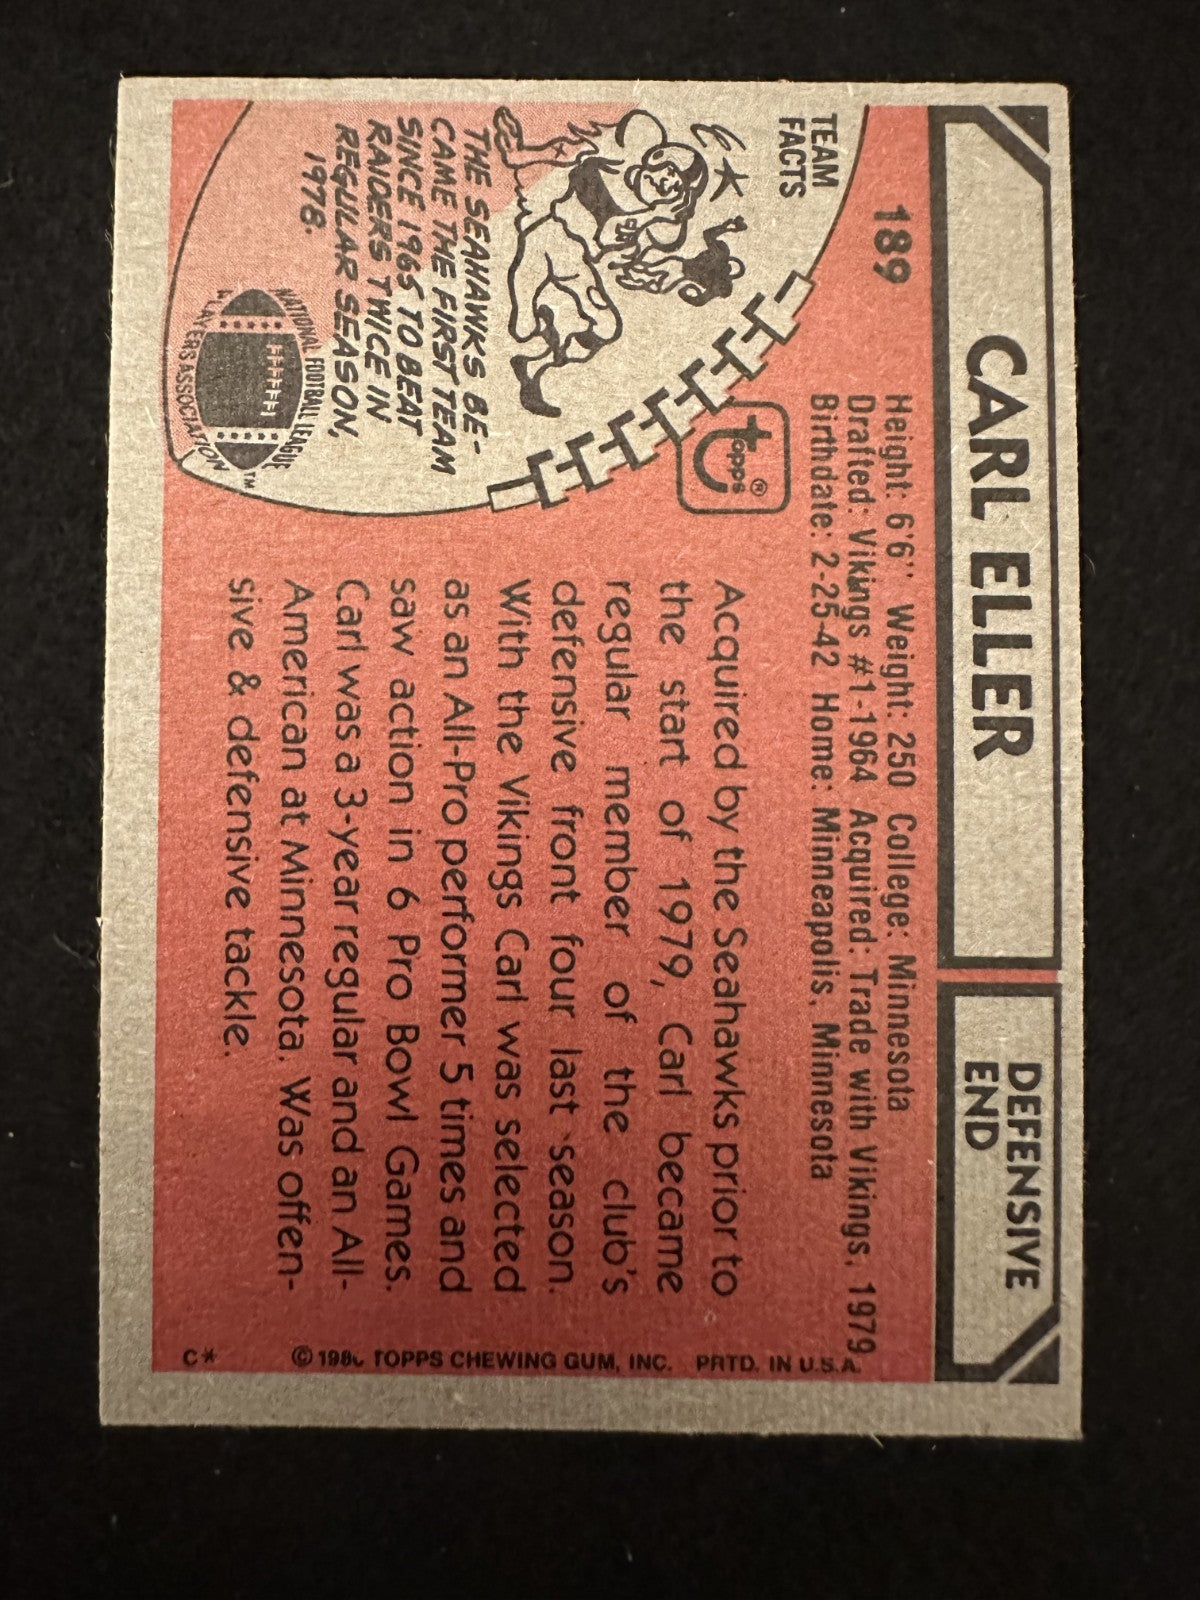 CARL ELLER
DEFENSIVE
END
189
Height: 6'6" Weight: 250 College: Minnesota
Drafted: Vikings #1-1964 Acquired: Trade with Vikings, 1979
Birthdate: 2-25-42 Home: Minneapolis, Minnesota
TEAM
FACTS
THE SEAHAWKS BE-
CAME THE FIRST TEAM
SINCE 1965 TO BEAT
RAIDERS TWICE IN
REGULAR SEASON,
1978.
NATIONAL FOOTBALL LEAGUE
PLAYERS ASSOCIATION™
topps®
Acquired by the Seahawks prior to
the start of 1979, Carl became
regular member of the club's
defensive front four last season.
With the Vikings Carl was selected
as an All-Pro performer 5 times and
saw action in 6 Pro Bowl Games.
Carl was a 3-year regular and an All-
American at Minnesota. Was offen-
sive & defensive tackle.
C* © 1980 TOPPS CHEWING GUM, INC. PRTD. IN U.S.A.